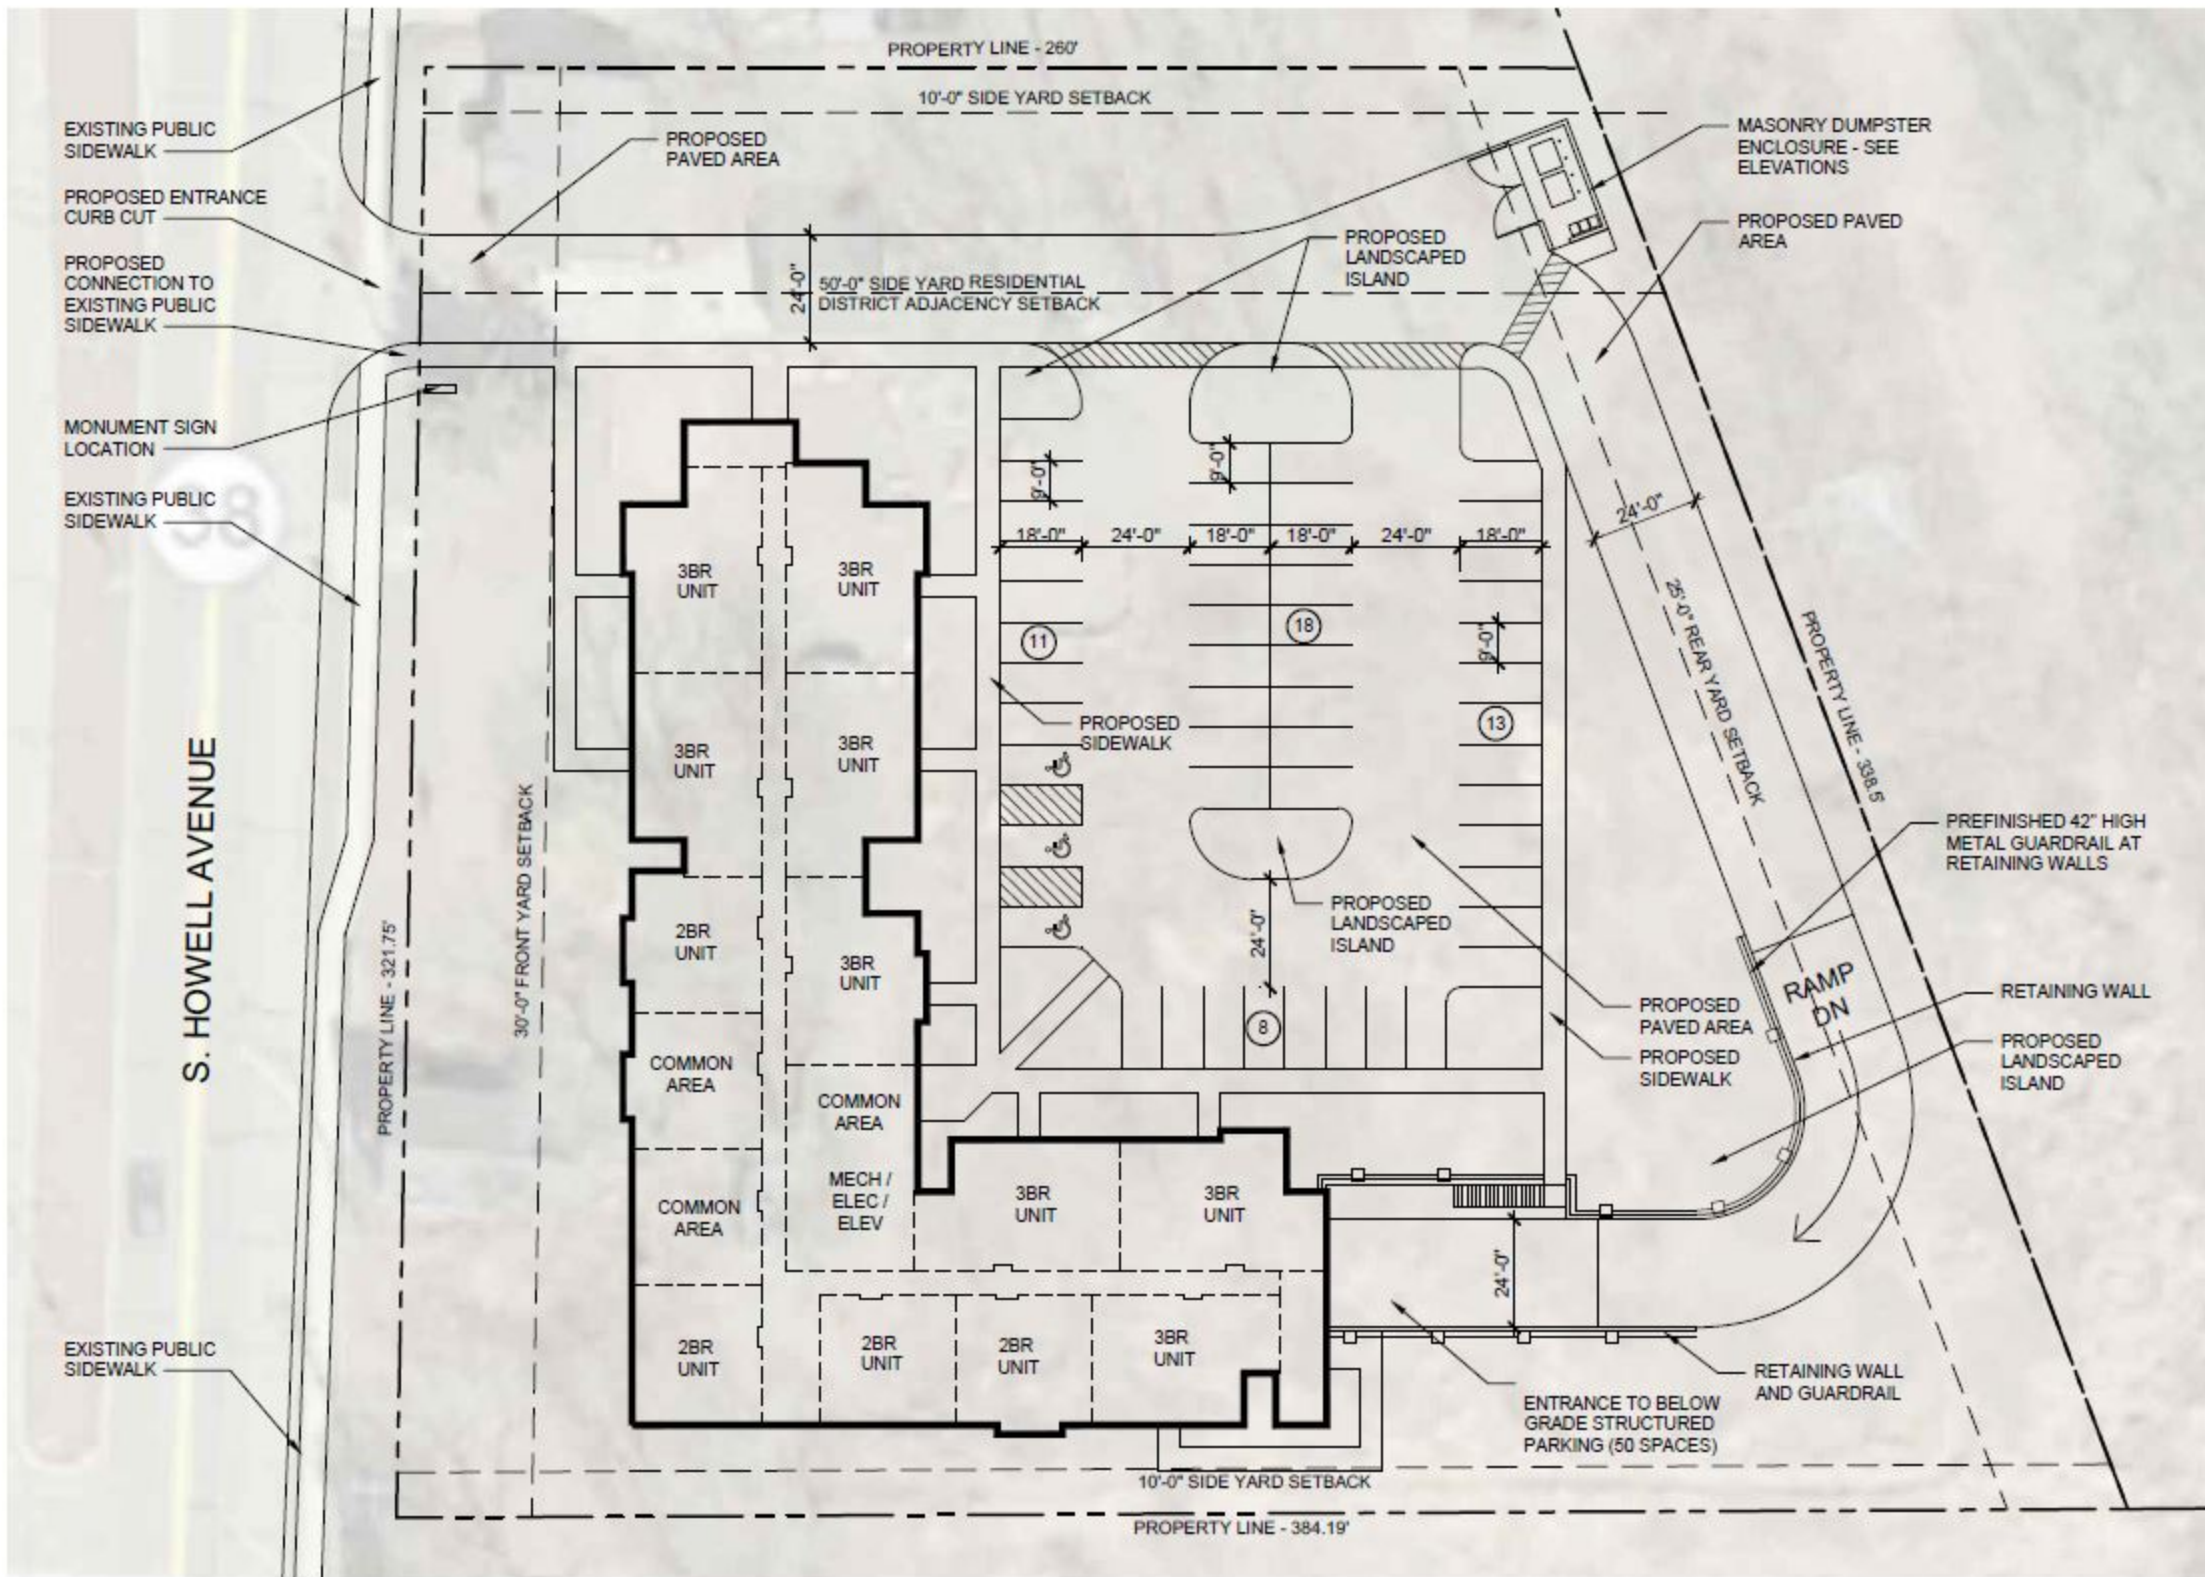 PROPERTY LINE - 260'
10'-0" SIDE YARD SETBACK
EXISTING PUBLIC
SIDEWALK
PROPOSED
PAVED AREA
MASONRY DUMPSTER
ENCLOSURE - SEE
ELEVATIONS
PROPOSED ENTRANCE
CURB CUT
PROPOSED PAVED
AREA
PROPOSED
LANDSCAPED
ISLAND
PROPOSED
CONNECTION TO
EXISTING PUBLIC
SIDEWALK
24'-0"
50'-0" SIDE YARD RESIDENTIAL
DISTRICT ADJACENCY SETBACK
MONUMENT SIGN
LOCATION
EXISTING PUBLIC
SIDEWALK
38
9'-0"
9'-0"
24'-0"
18'-0"
24'-0"
18'-0"
18'-0"
24'-0"
18'-0"
3BR
UNIT
3BR
UNIT
11
18
9'-0"
25'-0" REAR YARD SETBACK
PROPERTY LINE - 338.5'
3BR
UNIT
3BR
UNIT
PROPOSED
SIDEWALK
13
S. HOWELL AVENUE
PROPERTY LINE - 321.75'
30'-0" FRONT YARD SETBACK
PREFINISHED 42" HIGH
METAL GUARDRAIL AT
RETAINING WALLS
2BR
UNIT
3BR
UNIT
24'-0"
PROPOSED
LANDSCAPED
ISLAND
RAMP
DN
RETAINING WALL
PROPOSED
PAVED AREA
8
PROPOSED
SIDEWALK
PROPOSED
LANDSCAPED
ISLAND
COMMON
AREA
COMMON
AREA
COMMON
AREA
MECH /
ELEC /
ELEV
3BR
UNIT
3BR
UNIT
24'-0"
EXISTING PUBLIC
SIDEWALK
2BR
UNIT
2BR
UNIT
2BR
UNIT
3BR
UNIT
RETAINING WALL
AND GUARDRAIL
ENTRANCE TO BELOW
GRADE STRUCTURED
PARKING (50 SPACES)
10'-0" SIDE YARD SETBACK
PROPERTY LINE - 384.19'